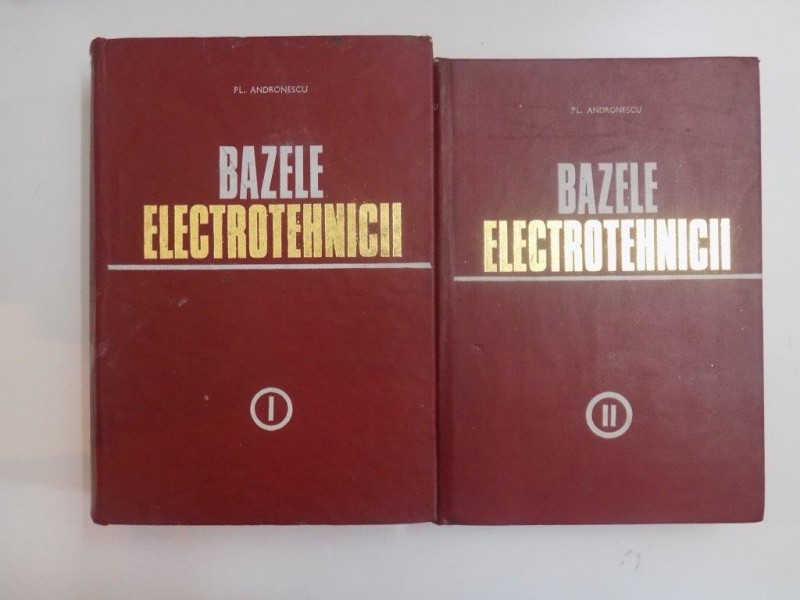 PL. ANDRONESCU
BAZELE
ELECTROTEHNICII
I
PL. ANDRONESCU
BAZELE
ELECTROTEHNICII
II